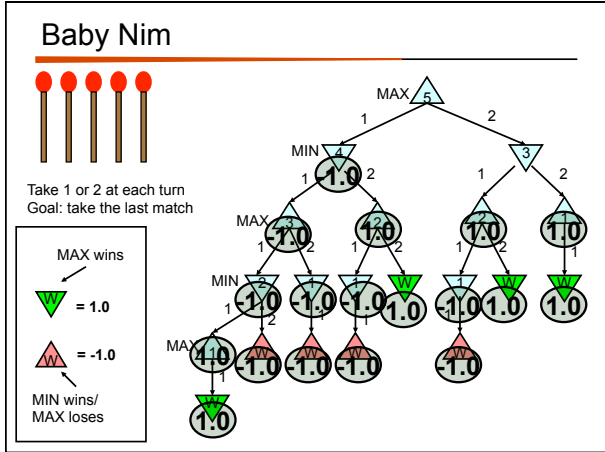 Baby Nim
MAX 5
1 2
MIN 4 3
-1.0
1 2 1 2
Take 1 or 2 at each turn
Goal: take the last match
MAX 3 2 2 1
-1.0 1.0 1.0 1.0
1 2 1 2 1 2 1
MAX wins
MIN 2 1 1 W 1 W W
W = 1.0
-1.0 -1.0 -1.0 1.0 -1.0 1.0 1.0
1 2 1 1 1
MAX 1 W W W W
1.0 -1.0 -1.0 -1.0 -1.0
W = -1.0
1
MIN wins/
MAX loses
W
1.0